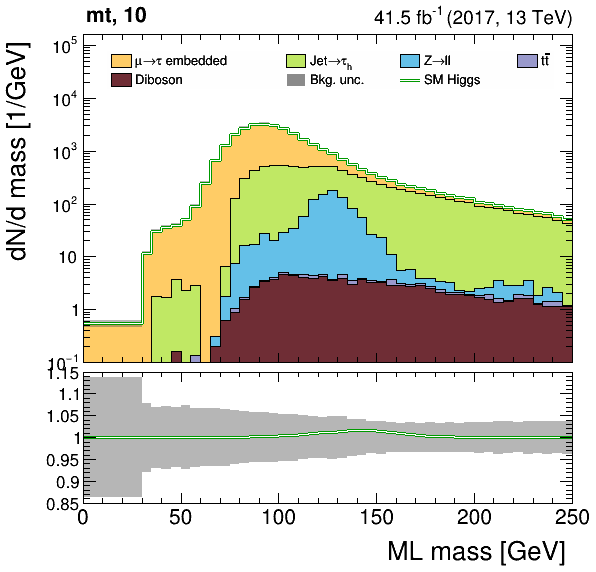 mt, 10
41.5 fb⁻¹ (2017, 13 TeV)
μ→τ embedded
Jet→τₕ
Z→ll
tt̄
Diboson
Bkg. unc.
SM Higgs
dN/d mass [1/GeV]
10⁵
10⁴
10³
10²
10
1
10⁻¹
1.15
1.1
1.05
1
0.95
0.9
0.85
0 50 100 150 200 250
ML mass [GeV]